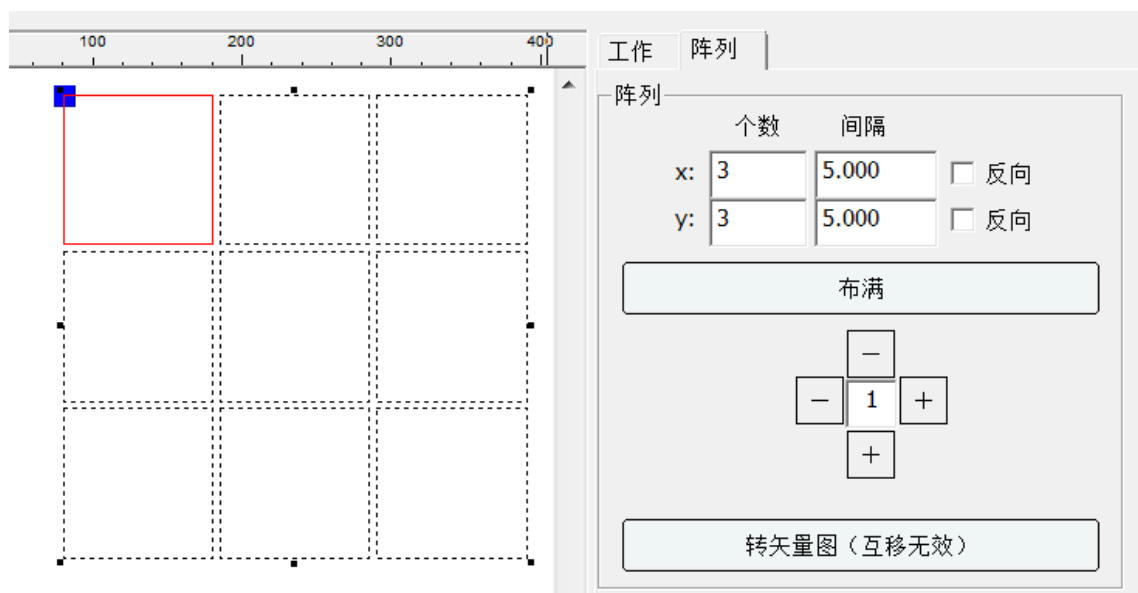 100 200 300 400
工作 阵列
阵列
个数 间隔
x: 3 5.000 反向
y: 3 5.000 反向
布满
－
－ 1 ＋
＋
转矢量图（互移无效）